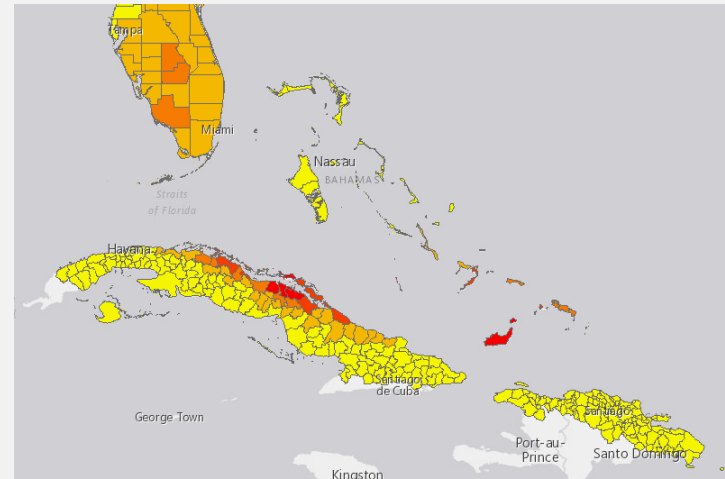 Tampa
Miami
Nassau
BAHAMAS
Straits
of Florida
Havana
Santiago
de Cuba
George Town
Santiago
Port-au-
Prince
Santo Domingo
Kingston